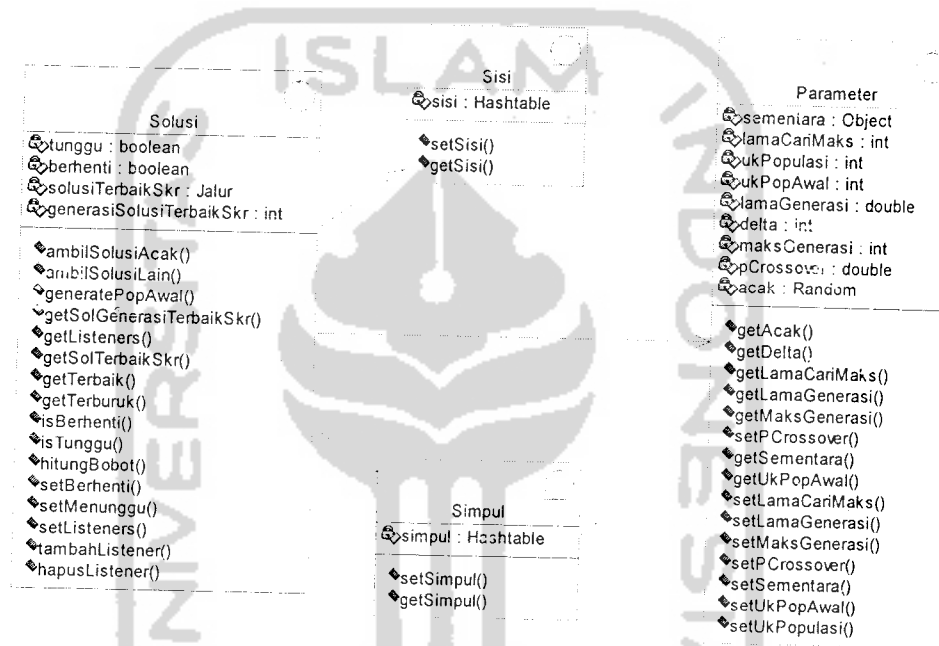 ISLAM
UNIVERSITAS
INDONESIA
Solusi
tunggu : boolean
berhenti : boolean
solusiTerbaikSkr : Jalur
generasiSolusiTerbaikSkr : int
ambilSolusiAcak()
ambilSolusiLain()
generatePopAwal()
getSolGenerasiTerbaikSkr()
getListeners()
getSolTerbaikSkr()
getTerbaik()
getTerburuk()
isBerhenti()
isTunggu()
hitungBobot()
setBerhenti()
setMenunggu()
setListeners()
tambahListener()
hapusListener()
Sisi
sisi : Hashtable
setSisi()
getSisi()
Simpul
simpul : Hashtable
setSimpul()
getSimpul()
Parameter
sementara : Object
lamaCariMaks : int
ukPopulasi : int
ukPopAwal : int
lamaGenerasi : double
delta : int
maksGenerasi : int
pCrossover : double
acak : Random
getAcak()
getDelta()
getLamaCariMaks()
getLamaGenerasi()
getMaksGenerasi()
setPCrossover()
getSementara()
getUkPopAwal()
setLamaCariMaks()
setLamaGenerasi()
setMaksGenerasi()
setPCrossover()
setSementara()
setUkPopAwal()
setUkPopulasi()